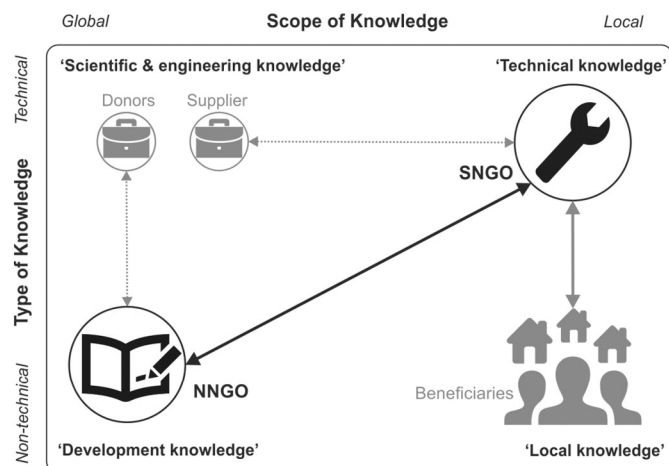 Global
Scope of Knowledge
Local
Technical
Type of Knowledge
Non-technical
‘Scientific & engineering knowledge’
‘Technical knowledge’
Donors
Supplier
SNGO
NNGO
Beneficiaries
‘Development knowledge’
‘Local knowledge’